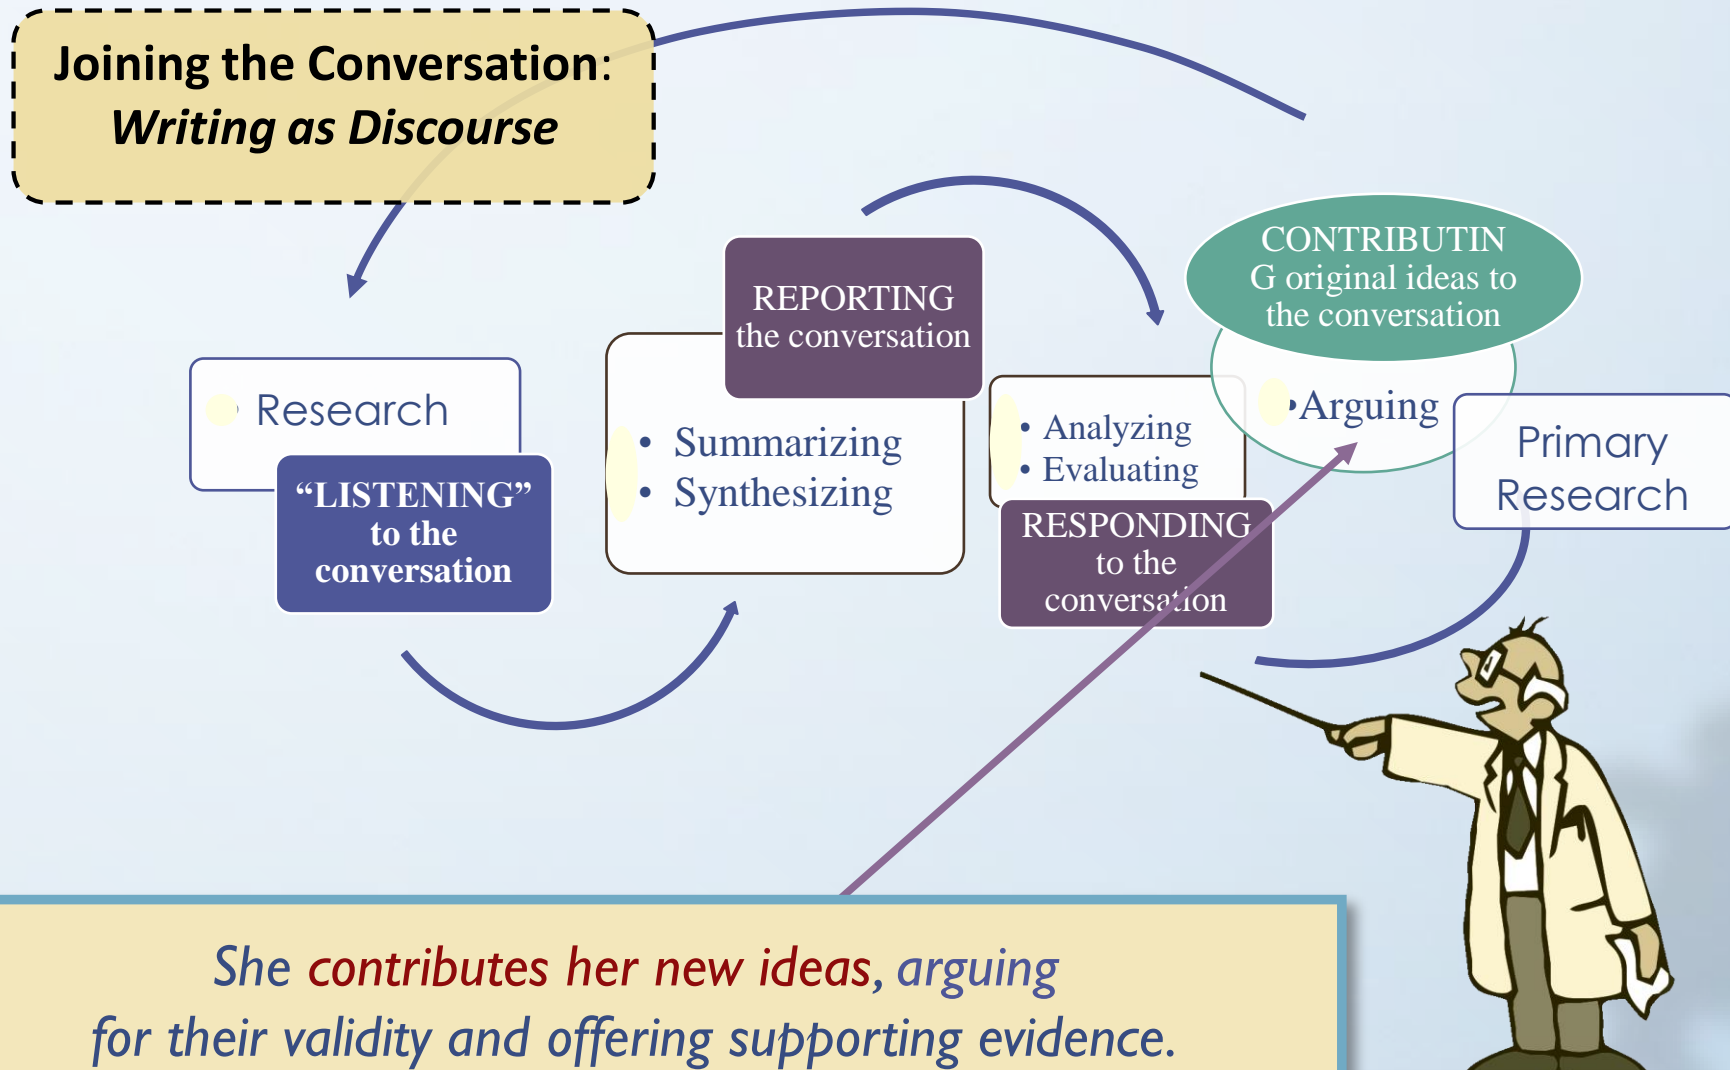 Joining the Conversation:
Writing as Discourse
• Research
“LISTENING”
to the
conversation
REPORTING
the conversation
• Summarizing
• Synthesizing
• Analyzing
• Evaluating
RESPONDING
to the
conversation
CONTRIBUTIN
G original ideas to
the conversation
•Arguing
Primary
Research
She contributes her new ideas, arguing
for their validity and offering supporting evidence.